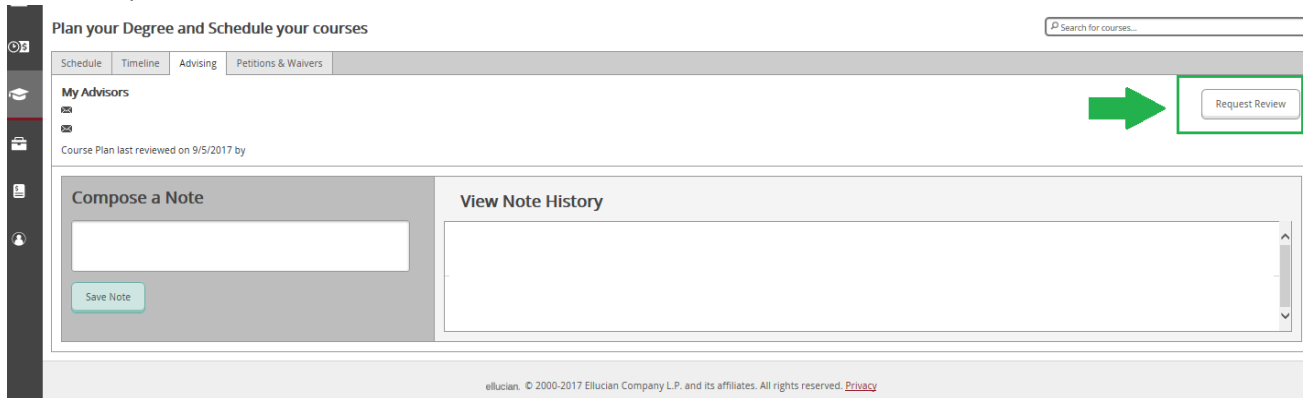 Plan your Degree and Schedule your courses
Search for courses...
Schedule Timeline Advising Petitions & Waivers
My Advisors
Request Review
Course Plan last reviewed on 9/5/2017 by
Compose a Note
View Note History
Save Note
ellucian. © 2000-2017 Ellucian Company L.P. and its affiliates. All rights reserved. Privacy